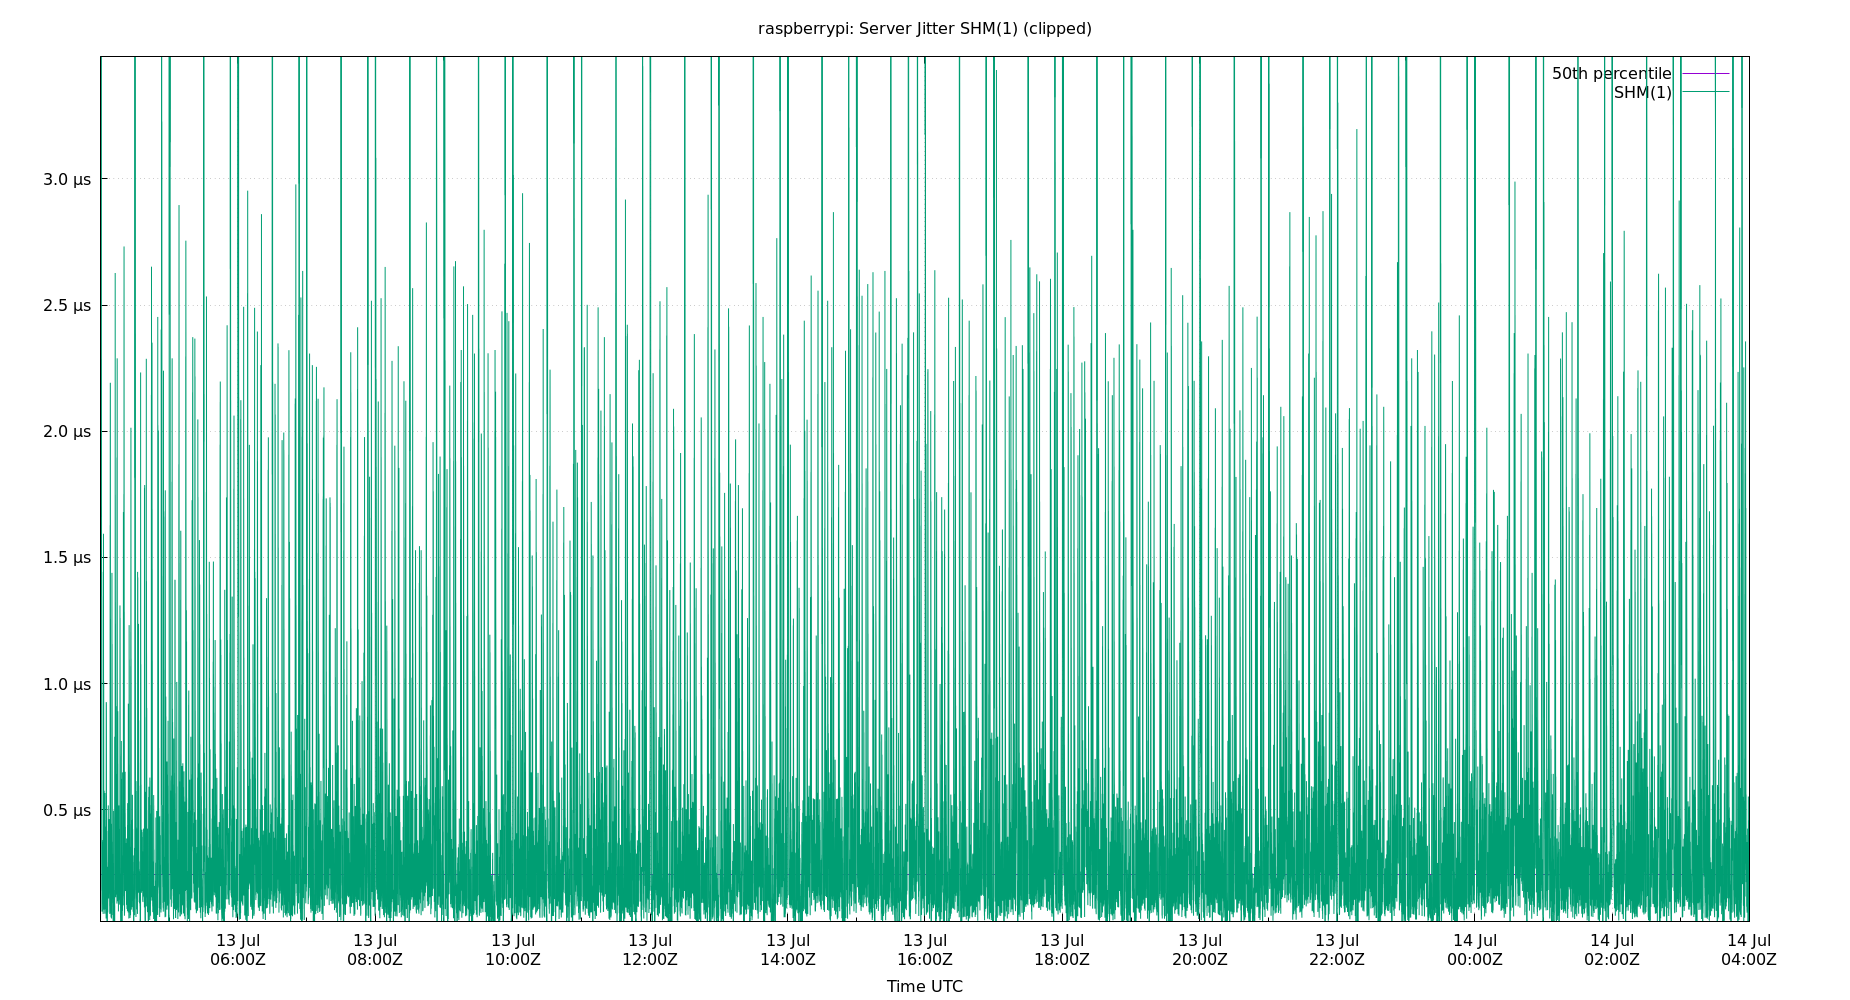 raspberrypi: Server Jitter SHM(1) (clipped)
50th percentile
SHM(1)
3.0 µs
2.5 µs
2.0 µs
1.5 µs
1.0 µs
0.5 µs
13 Jul 13 Jul 13 Jul 13 Jul 13 Jul 13 Jul 13 Jul 13 Jul 13 Jul 14 Jul 14 Jul 14 Jul
06:00Z 08:00Z 10:00Z 12:00Z 14:00Z 16:00Z 18:00Z 20:00Z 22:00Z 00:00Z 02:00Z 04:00Z
Time UTC